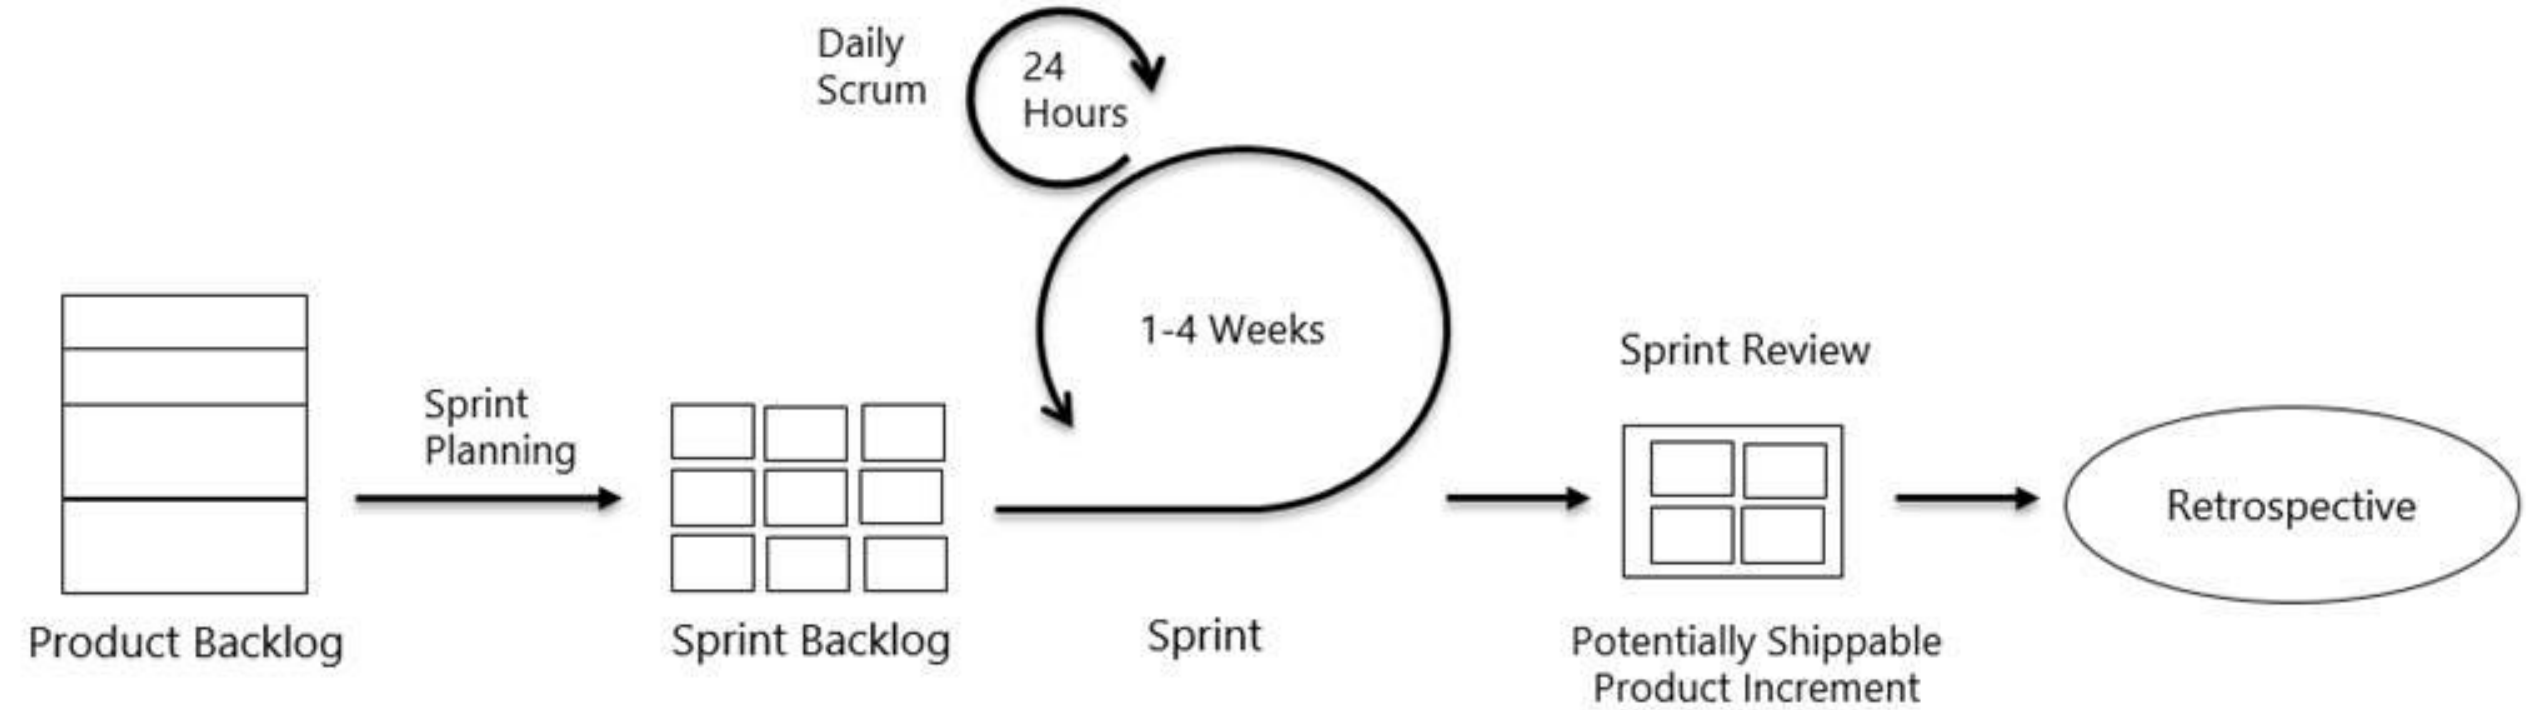 Daily
Scrum
24
Hours
1-4 Weeks
Sprint
Planning
Sprint Review
Retrospective
Product Backlog
Sprint Backlog
Sprint
Potentially Shippable
Product Increment